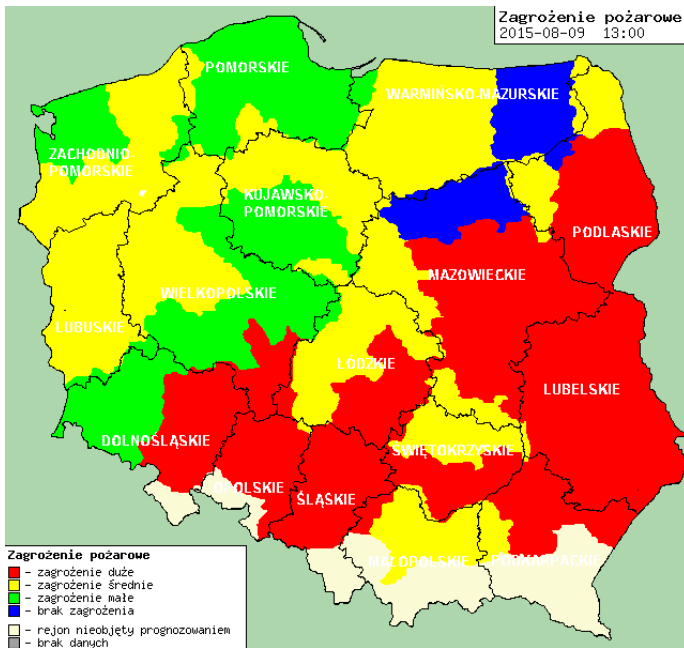 Zagrożenie pożarowe
2015-08-09 13:00
POMORSKIE
WARMIŃSKO-MAZURSKIE
ZACHODNIO-
POMORSKIE
KUJAWSKO-
POMORSKIE
PODLASKIE
MAZOWIECKIE
WIELKOPOLSKIE
LUBUSKIE
ŁÓDZKIE
LUBELSKIE
DOLNOŚLĄSKIE
ŚWIĘTOKRZYSKIE
OPOLSKIE
ŚLĄSKIE
MAŁOPOLSKIE
PODKARPACKIE
Zagrożenie pożarowe
– zagrożenie duże
– zagrożenie średnie
– zagrożenie małe
– brak zagrożenia
– rejon nieobjęty prognozowaniem
– brak danych